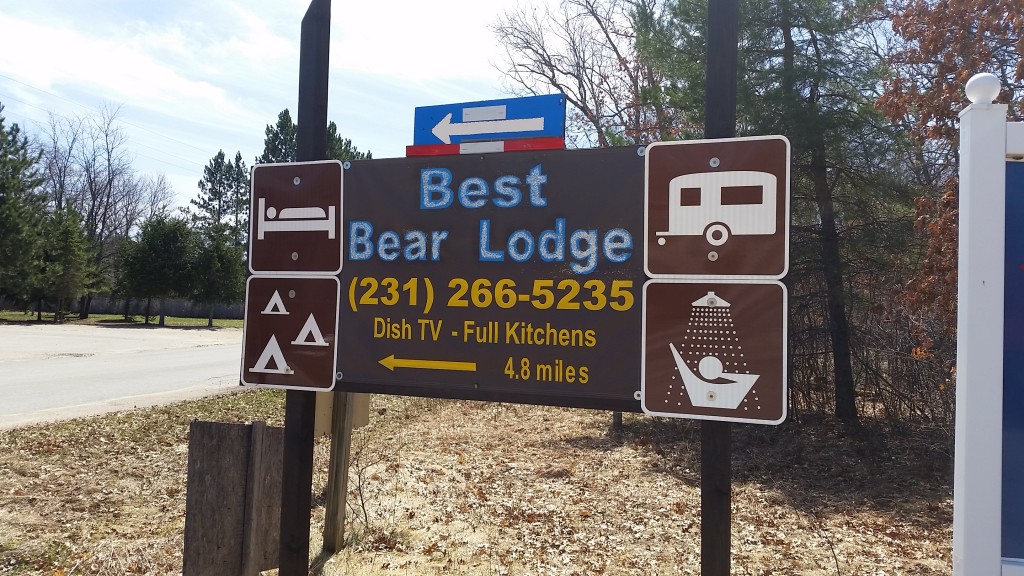 Best
Bear Lodge
(231) 266-5235
Dish TV - Full Kitchens
4.8 miles